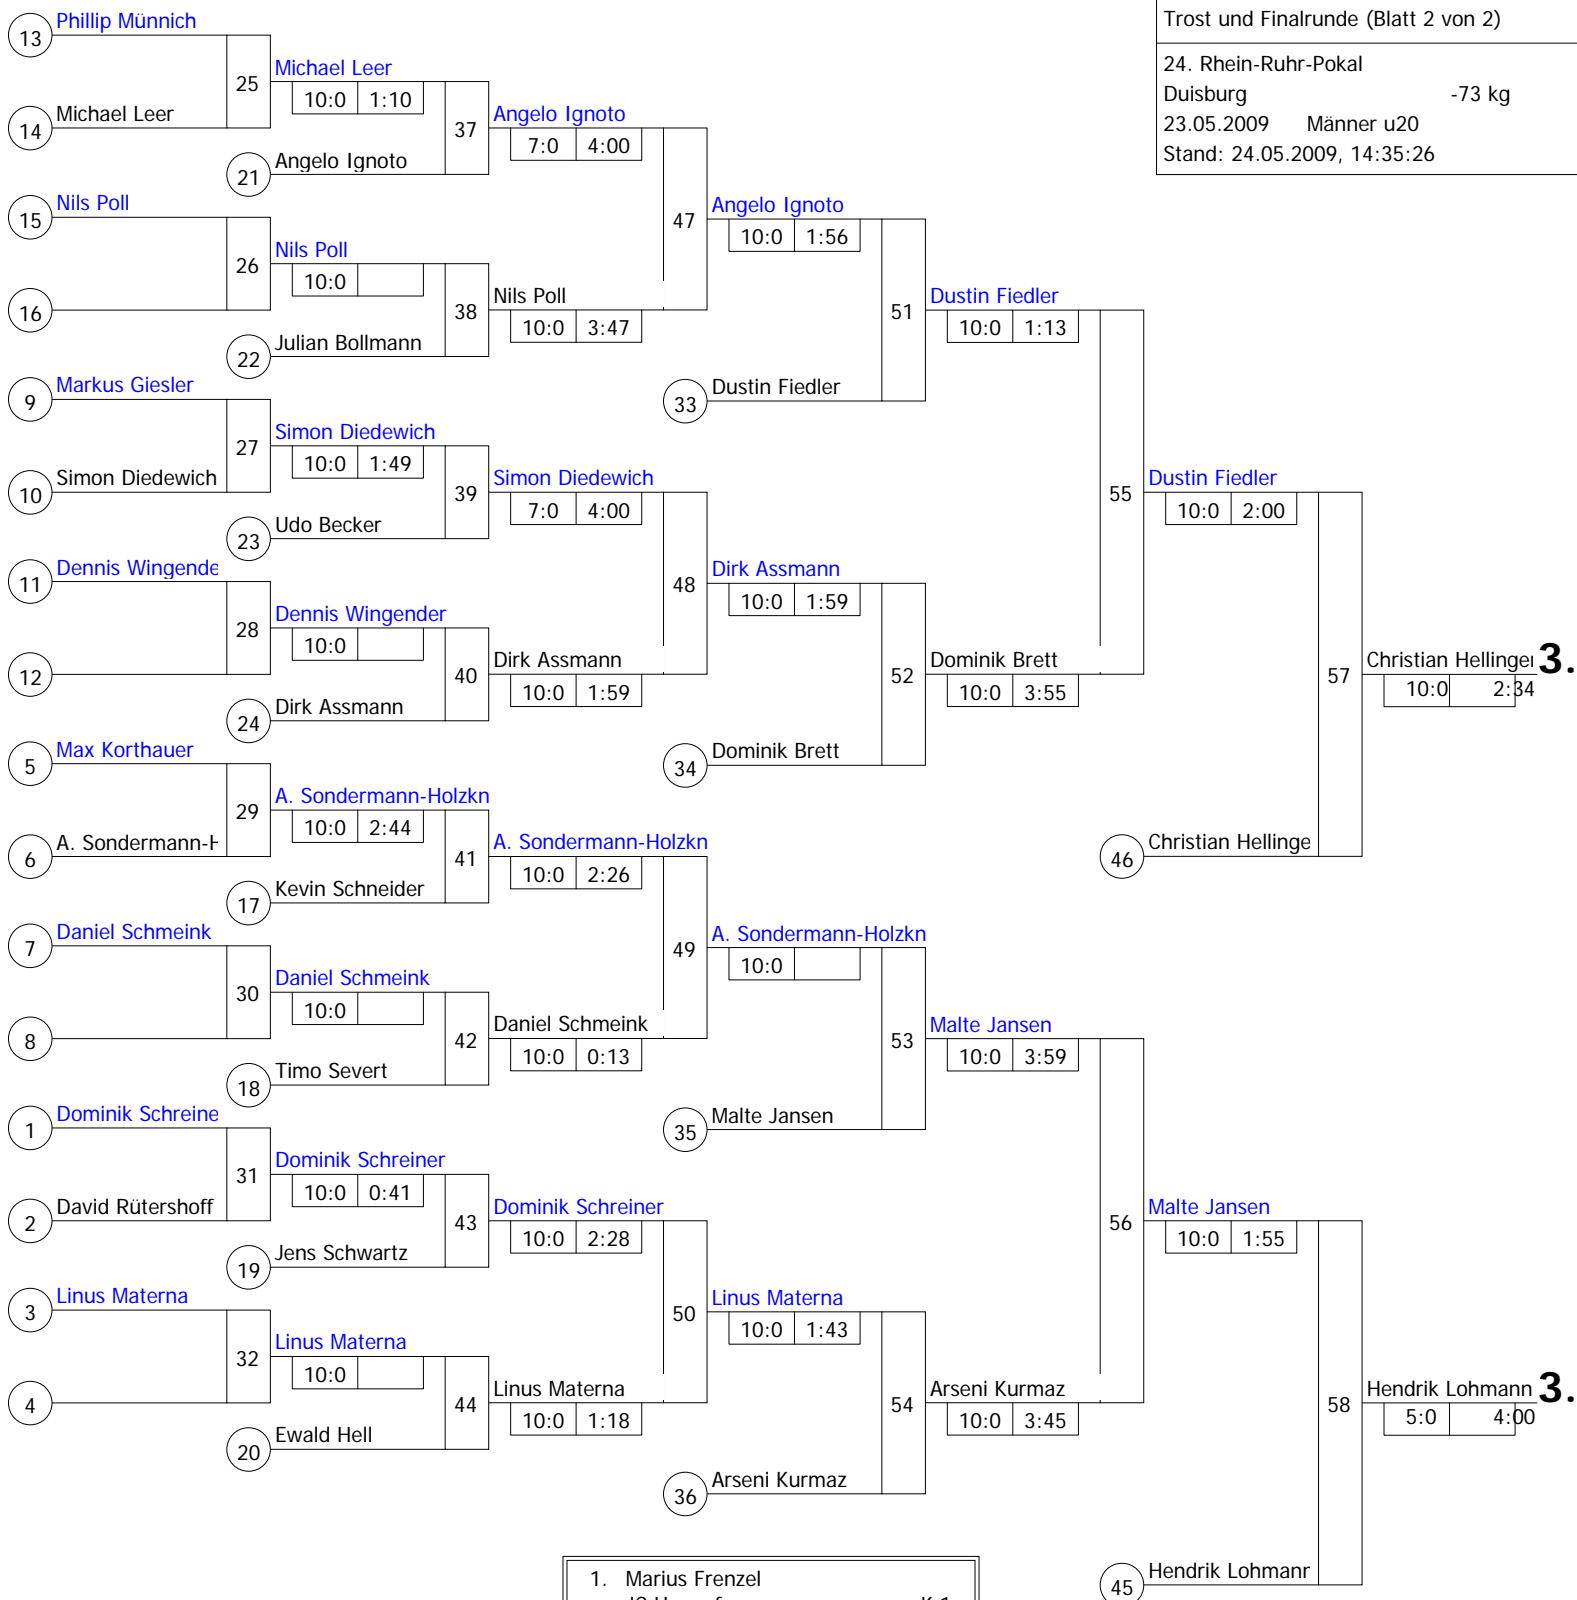 Trost und Finalrunde (Blatt 2 von 2)
24. Rhein-Ruhr-Pokal
Duisburg -73 kg
23.05.2009 Männer u20
Stand: 24.05.2009, 14:35:26
13 Phillip Münnich
25 Michael Leer
10:0 1:10
14 Michael Leer
37 Angelo Ignoto
7:0 4:00
21 Angelo Ignoto
15 Nils Poll
47 Angelo Ignoto
10:0 1:56
26 Nils Poll
10:0
16
38 Nils Poll
10:0 3:47
22 Julian Bollmann
51 Dustin Fiedler
10:0 1:13
9 Markus Giesler
33 Dustin Fiedler
27 Simon Diedewich
10:0 1:49
10 Simon Diedewich
39 Simon Diedewich
7:0 4:00
55 Dustin Fiedler
10:0 2:00
23 Udo Becker
11 Dennis Wingende
48 Dirk Assmann
10:0 1:59
28 Dennis Wingender
10:0
12
40 Dirk Assmann
10:0 1:59
52 Dominik Brett
10:0 3:55
57 Christian Hellinger 3.
10:0 2:34
24 Dirk Assmann
5 Max Korthauer
34 Dominik Brett
29 A. Sondermann-Holzkn
10:0 2:44
6 A. Sondermann-H
41 A. Sondermann-Holzkn
10:0 2:26
46 Christian Hellinge
17 Kevin Schneider
7 Daniel Schmeink
49 A. Sondermann-Holzkn
10:0
30 Daniel Schmeink
10:0
8
42 Daniel Schmeink
10:0 0:13
53 Malte Jansen
10:0 3:59
18 Timo Severt
1 Dominik Schreine
35 Malte Jansen
31 Dominik Schreiner
10:0 0:41
2 David Rütershoff
43 Dominik Schreiner
10:0 2:28
56 Malte Jansen
10:0 1:55
19 Jens Schwartz
3 Linus Materna
50 Linus Materna
10:0 1:43
32 Linus Materna
10:0
4
44 Linus Materna
10:0 1:18
54 Arseni Kurmaz
10:0 3:45
58 Hendrik Lohmann 3.
5:0 4:00
20 Ewald Hell
36 Arseni Kurmaz
45 Hendrik Lohmann
1. Marius Frenzel